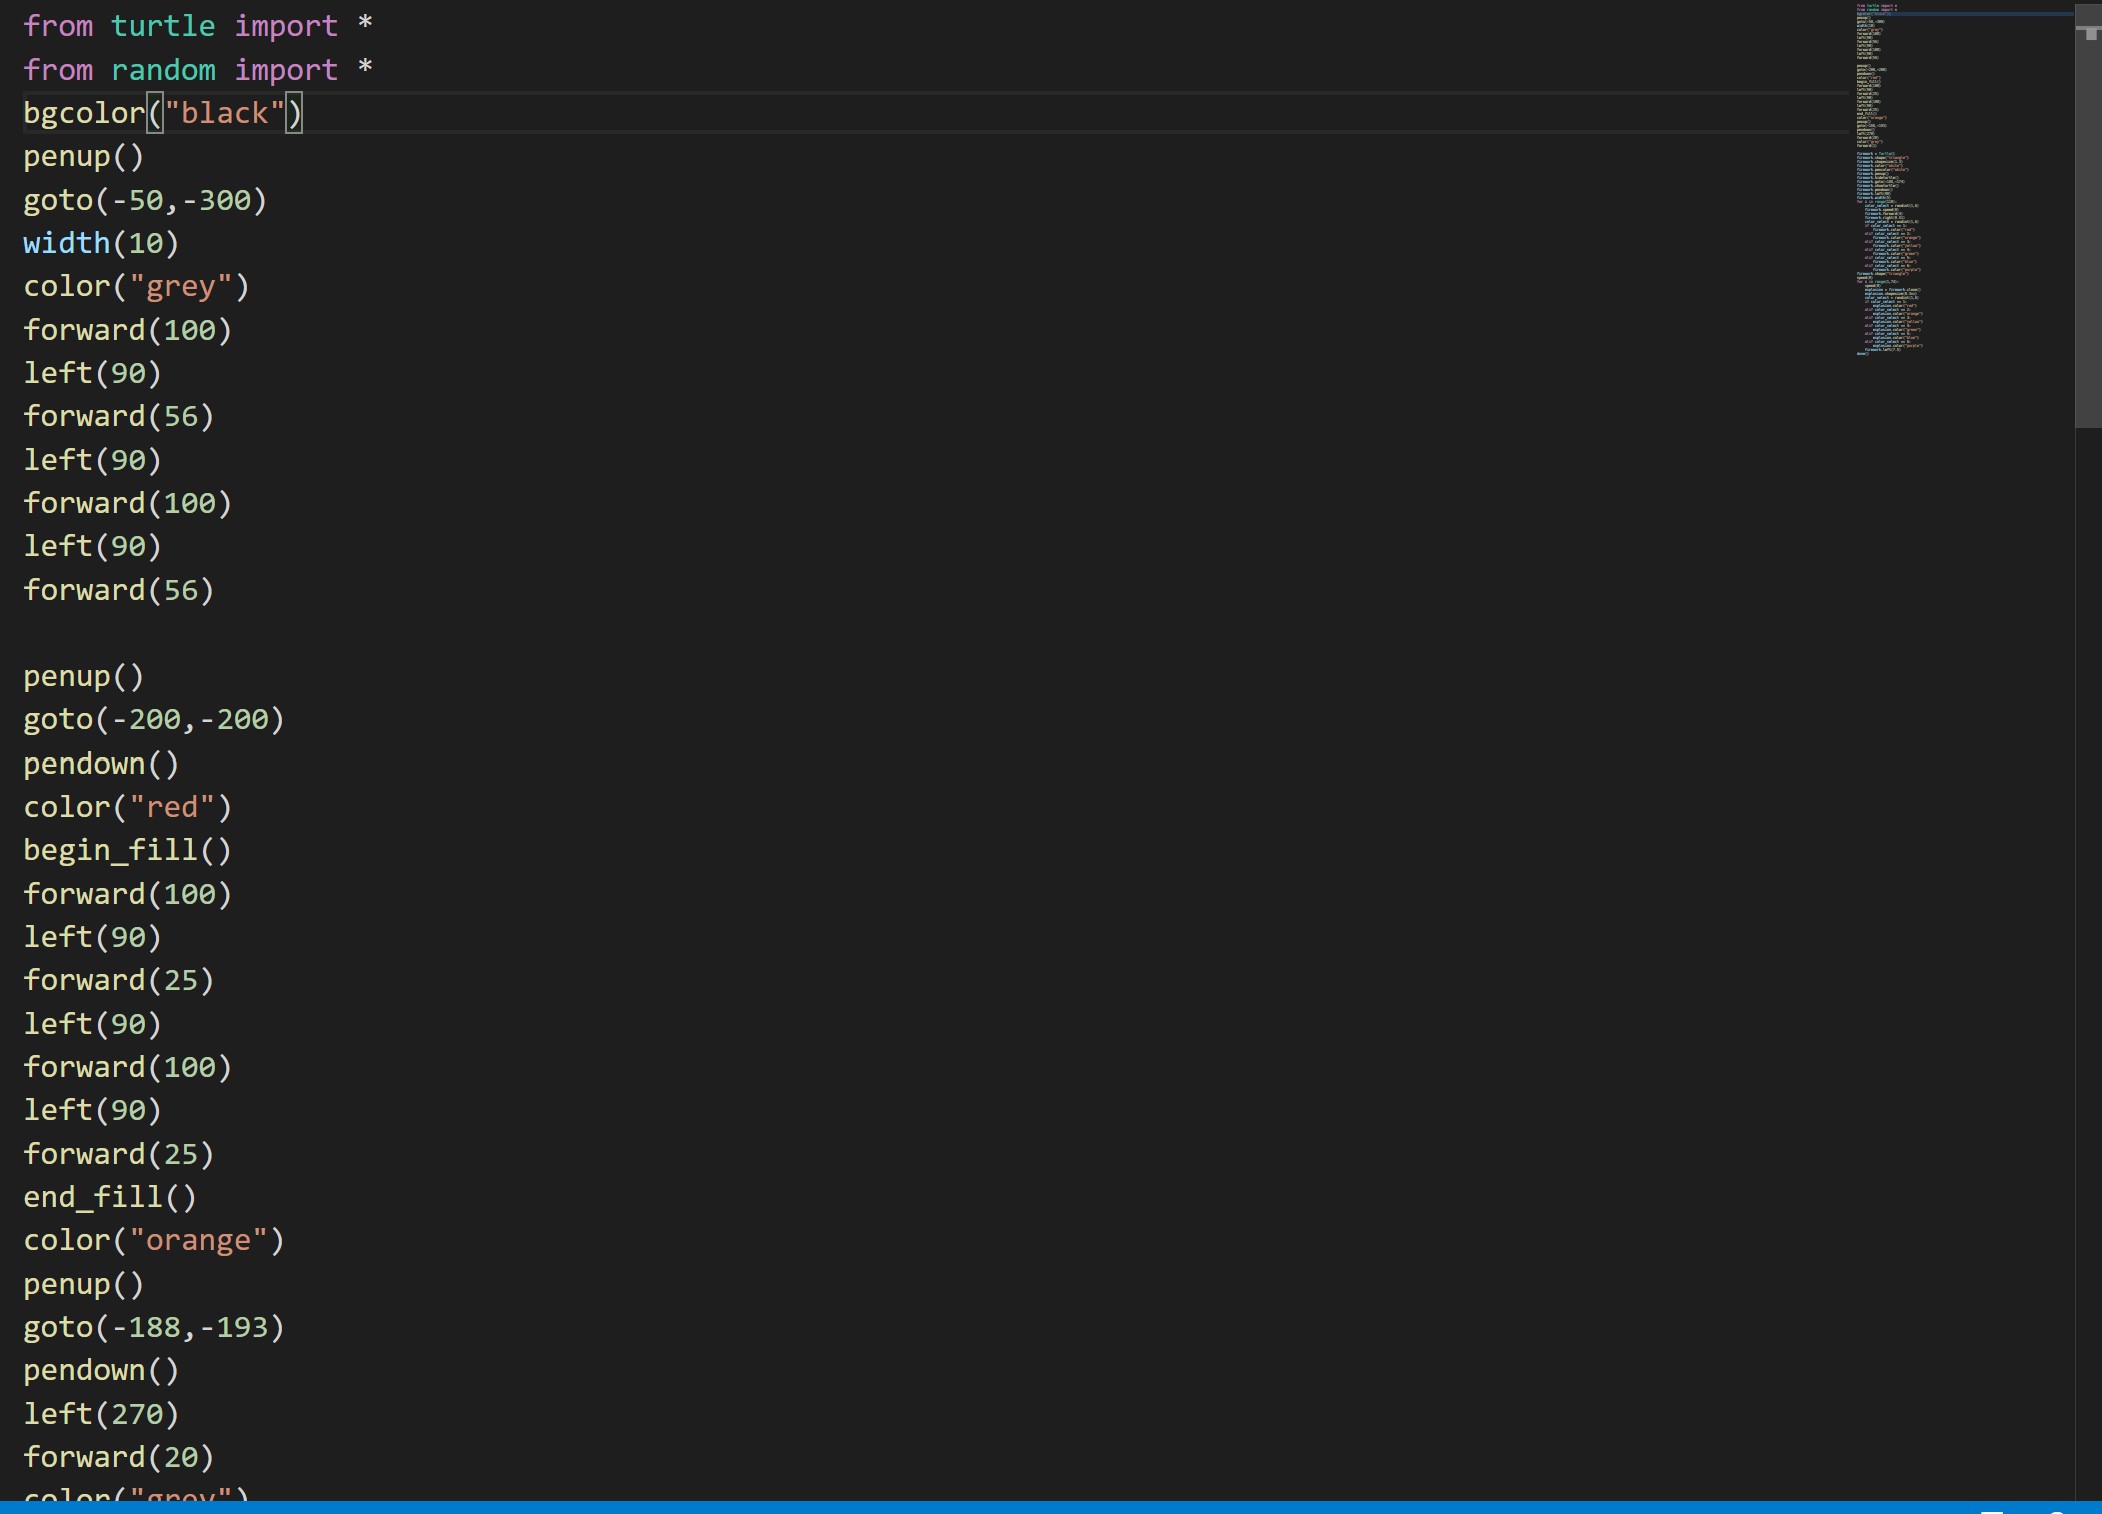 from turtle import *
from random import *
bgcolor("black")
penup()
goto(-50,-300)
width(10)
color("grey")
forward(100)
left(90)
forward(56)
left(90)
forward(100)
left(90)
forward(56)
penup()
goto(-200,-200)
pendown()
color("red")
begin_fill()
forward(100)
left(90)
forward(25)
left(90)
forward(100)
left(90)
forward(25)
end_fill()
color("orange")
penup()
goto(-188,-193)
pendown()
left(270)
forward(20)
color("grey")